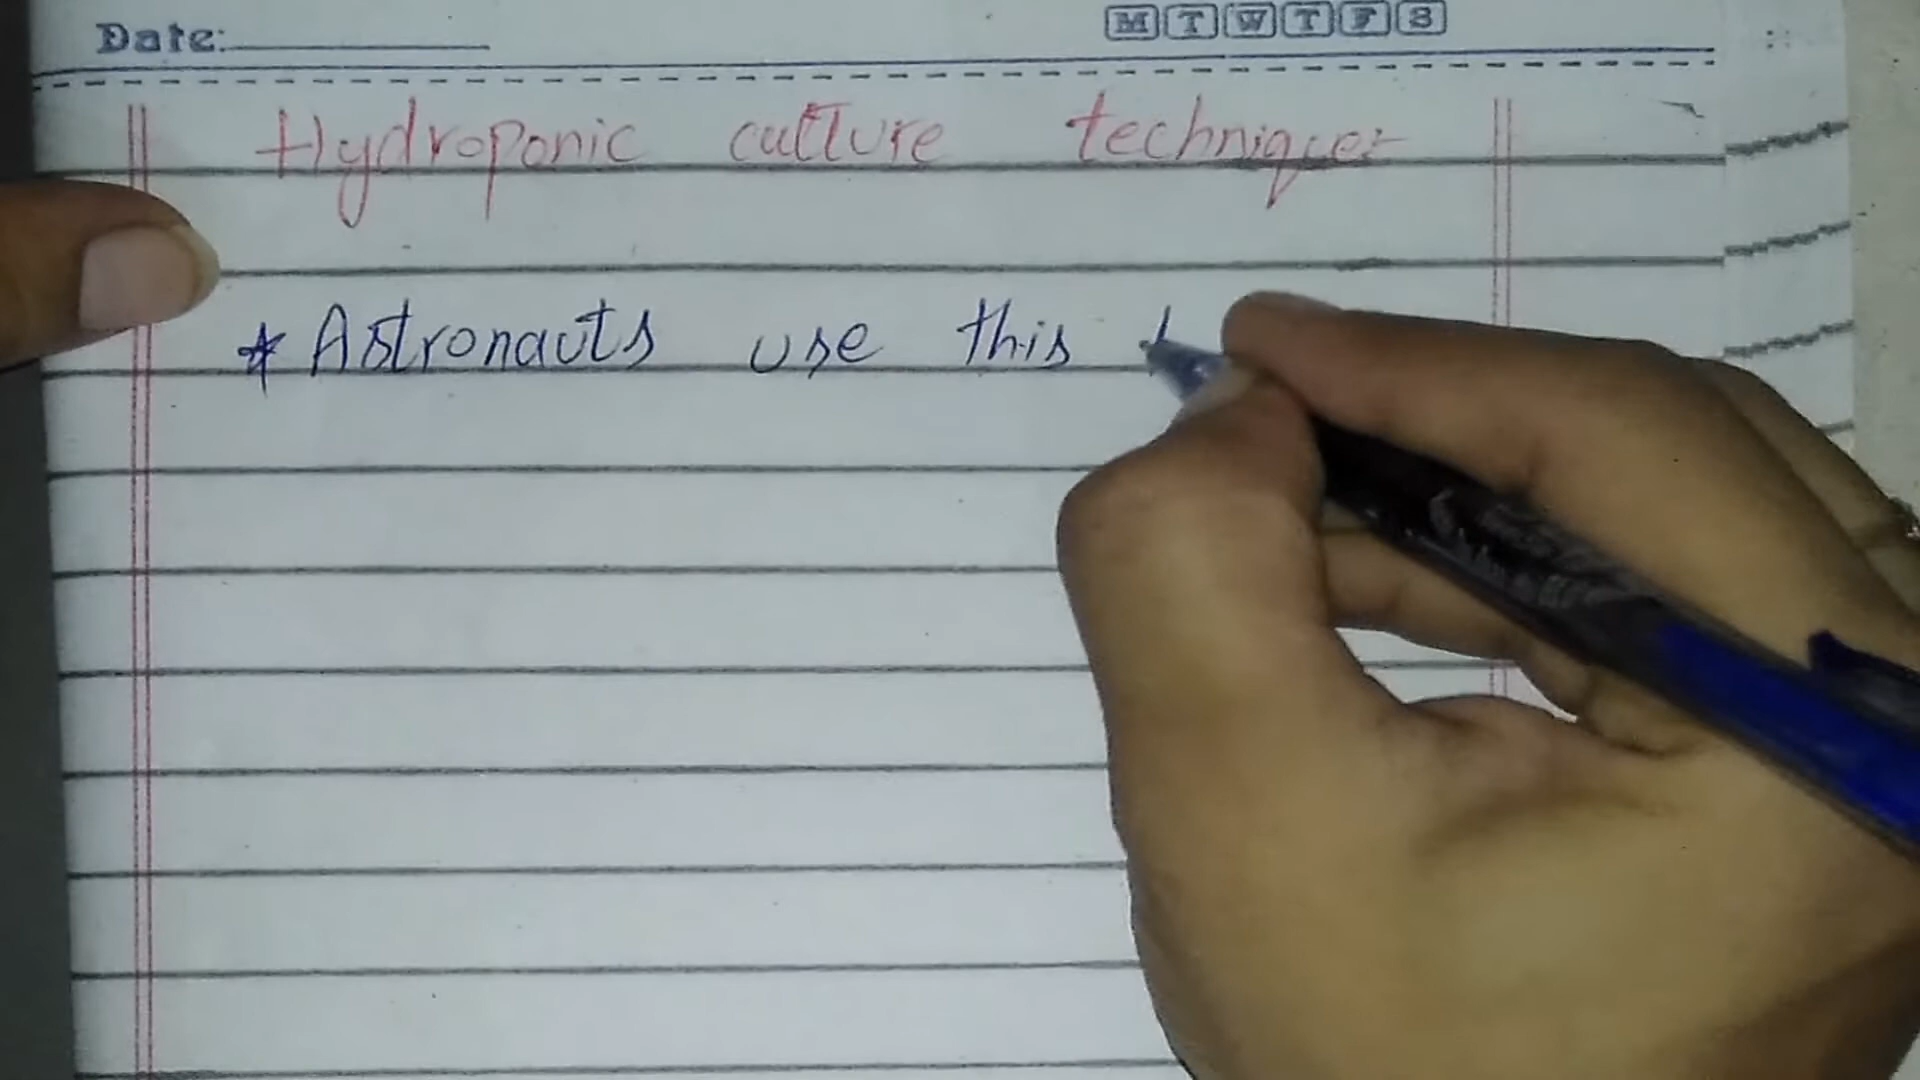 Date:
M T W T F S
Hydroponic culture techniques
* Astronauts use this t